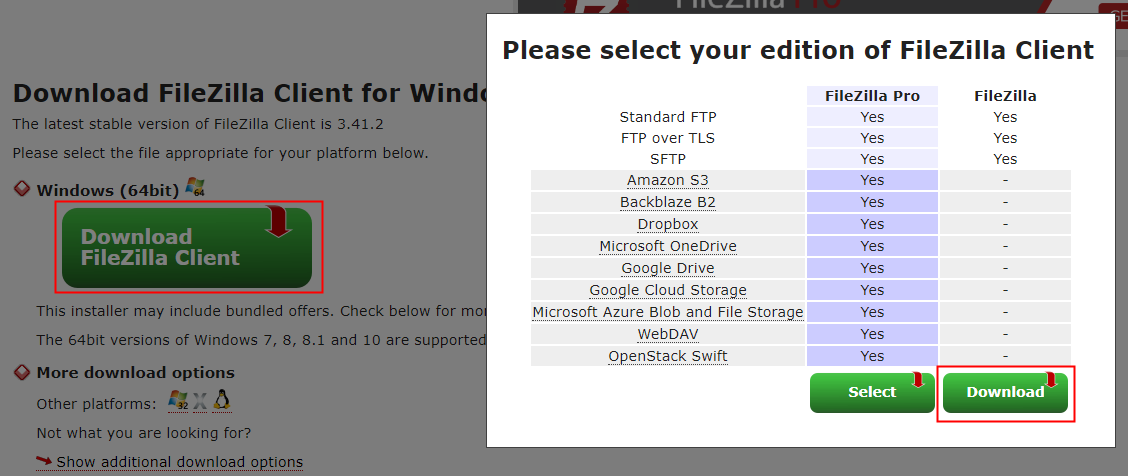 FileZilla Pro
Please select your edition of FileZilla Client
FileZilla Pro FileZilla
Standard FTP Yes Yes
FTP over TLS Yes Yes
SFTP Yes Yes
Amazon S3 Yes -
Backblaze B2 Yes -
Dropbox Yes -
Microsoft OneDrive Yes -
Google Drive Yes -
Google Cloud Storage Yes -
Microsoft Azure Blob and File Storage Yes -
WebDAV Yes -
OpenStack Swift Yes -
Select Download
Download FileZilla Client for Windo
The latest stable version of FileZilla Client is 3.41.2
Please select the file appropriate for your platform below.
Windows (64bit) 64
Download
FileZilla Client
This installer may include bundled offers. Check below for mor
The 64bit versions of Windows 7, 8, 8.1 and 10 are supported
More download options
Other platforms: 32
Not what you are looking for?
Show additional download options